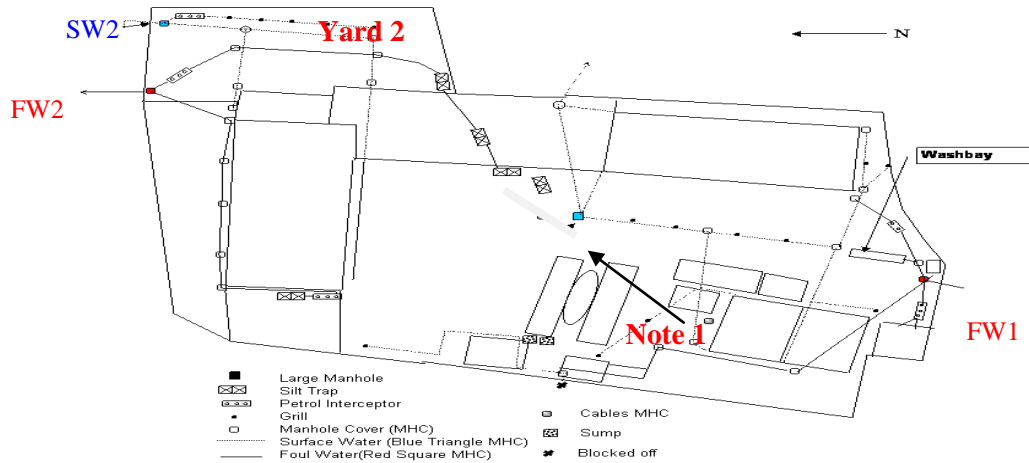 SW2
Yard 2
N
FW2
Washbay
Note 1
FW1
Large Manhole
Silt Trap
Petrol Interceptor
Grill
Manhole Cover (MHC)
Surface Water (Blue Triangle MHC)
Foul Water(Red Square MHC)
Cables MHC
Sump
Blocked off